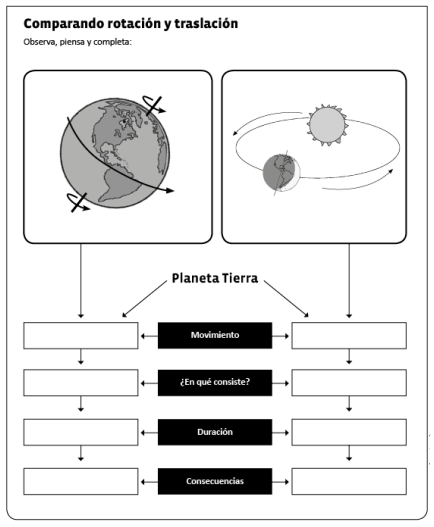 Comparando rotación y traslación
Observa, piensa y completa:
Planeta Tierra
Movimiento
¿En qué consiste?
Duración
Consecuencias